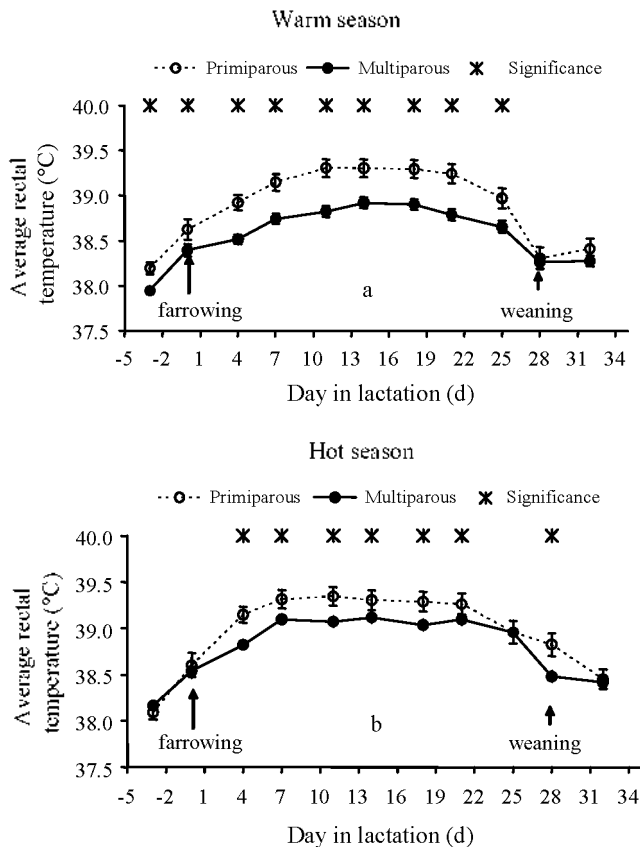 Warm season
Primiparous Multiparous Significance
40.0
39.5
39.0
38.5
38.0
37.5
Average rectal
temperature (°C)
farrowing
a
weaning
-5 -2 1 4 7 10 13 16 19 22 25 28 31 34
Day in lactation (d)
Hot season
Primiparous Multiparous Significance
40.0
39.5
39.0
38.5
38.0
37.5
Average rectal
temperature (°C)
farrowing
b
weaning
-5 -2 1 4 7 10 13 16 19 22 25 28 31 34
Day in lactation (d)